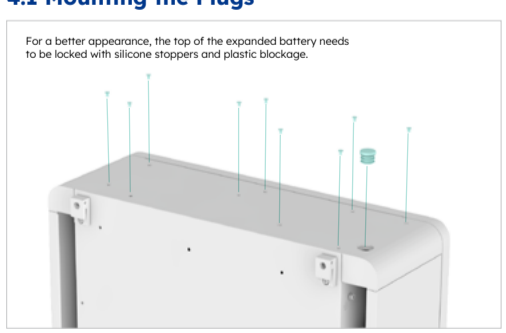 4.1 Mounting the Plugs
For a better appearance, the top of the expanded battery needs
to be locked with silicone stoppers and plastic blockage.